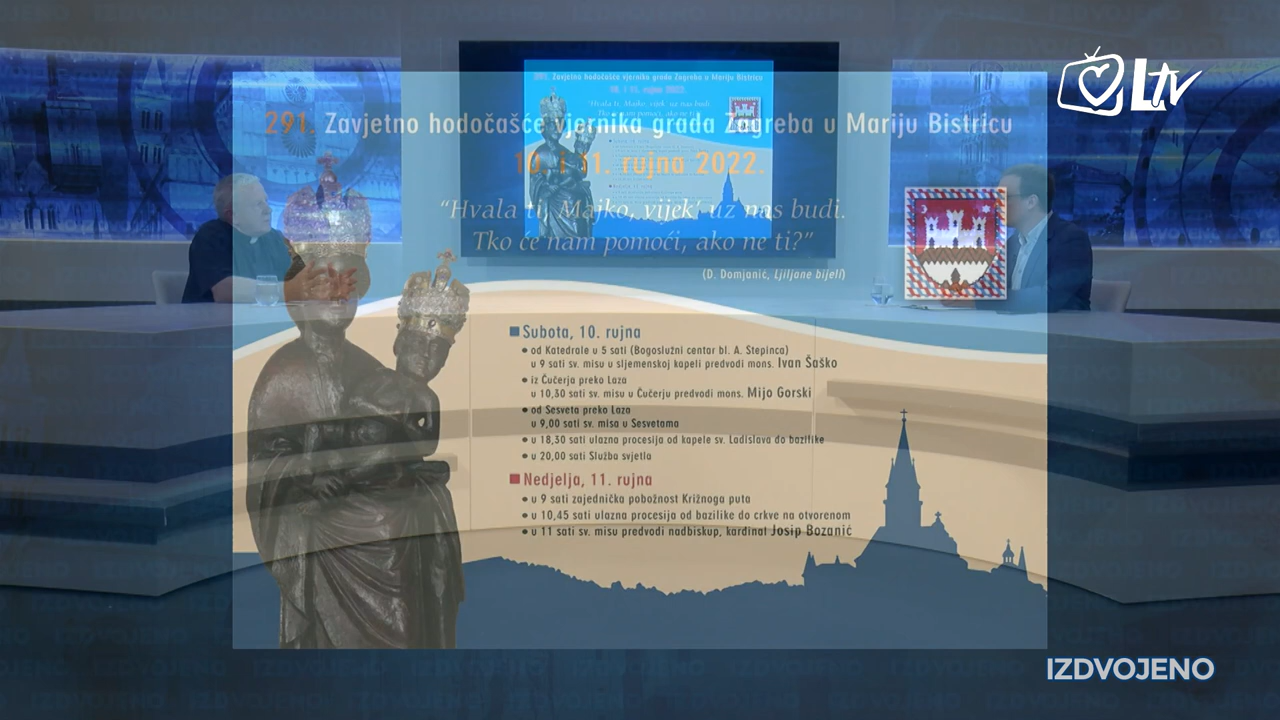 LTV
291. Zavjetno hodočašće vjernika grada Zagreba u Mariju Bistricu
10. i 11. rujna 2022.
“Hvala ti, Majko, vijek’ uz nas budi.
Tko će nam pomoći, ako ne ti?”
(D. Domjanić, Ljiljane bijeli)
Subota, 10. rujna
• od Katedrale u 5 sati (Bogoslužni centar bl. A. Stepinca)
u 9 sati sv. misu u sljemenskoj kapeli predvodi mons. Ivan Šaško
• iz Čučerja preko Laza
u 10,30 sati sv. misu u Čučerju predvodi mons. Mijo Gorski
• od Sesveta preko Laza
u 9,00 sati sv. misa u Sesvetama
• u 18,30 sati ulazna procesija od kapele sv. Ladislava do bazilike
• u 20,00 sati Služba svjetla
Nedjelja, 11. rujna
• u 9 sati zajednička pobožnost Križnoga puta
• u 10,45 sati ulazna procesija od bazilike do crkve na otvorenom
• u 11 sati sv. misu predvodi nadbiskup, kardinal Josip Bozanić
IZDVOJENO